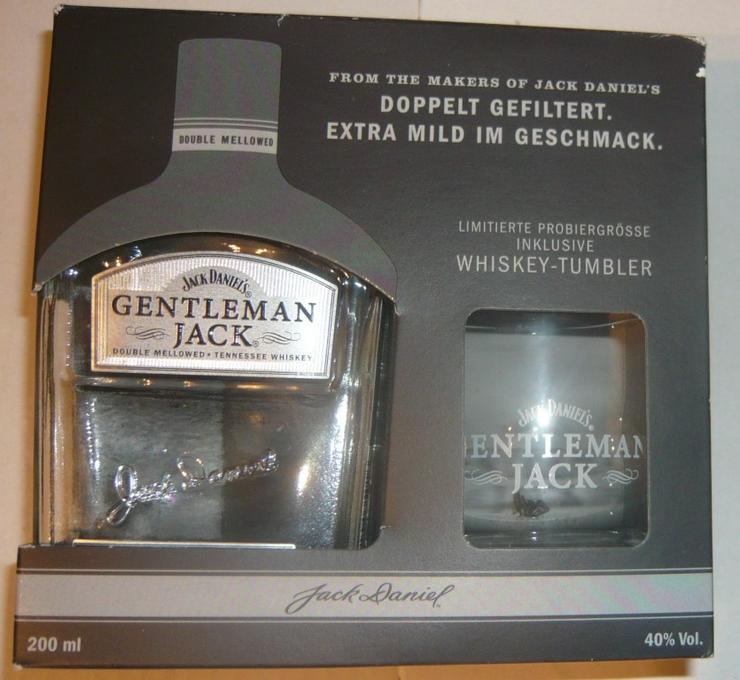 FROM THE MAKERS OF JACK DANIEL'S
DOPPELT GEFILTERT.
EXTRA MILD IM GESCHMACK.
DOUBLE MELLOWED
LIMITIERTE PROBIERGRÖSSE
INKLUSIVE
WHISKEY-TUMBLER
JACK DANIEL'S
GENTLEMAN
JACK
DOUBLE MELLOWED • TENNESSEE WHISKEY
Jack Daniel
JACK DANIEL'S
ENTLEMAN
JACK
Jack Daniel
200 ml
40% Vol.